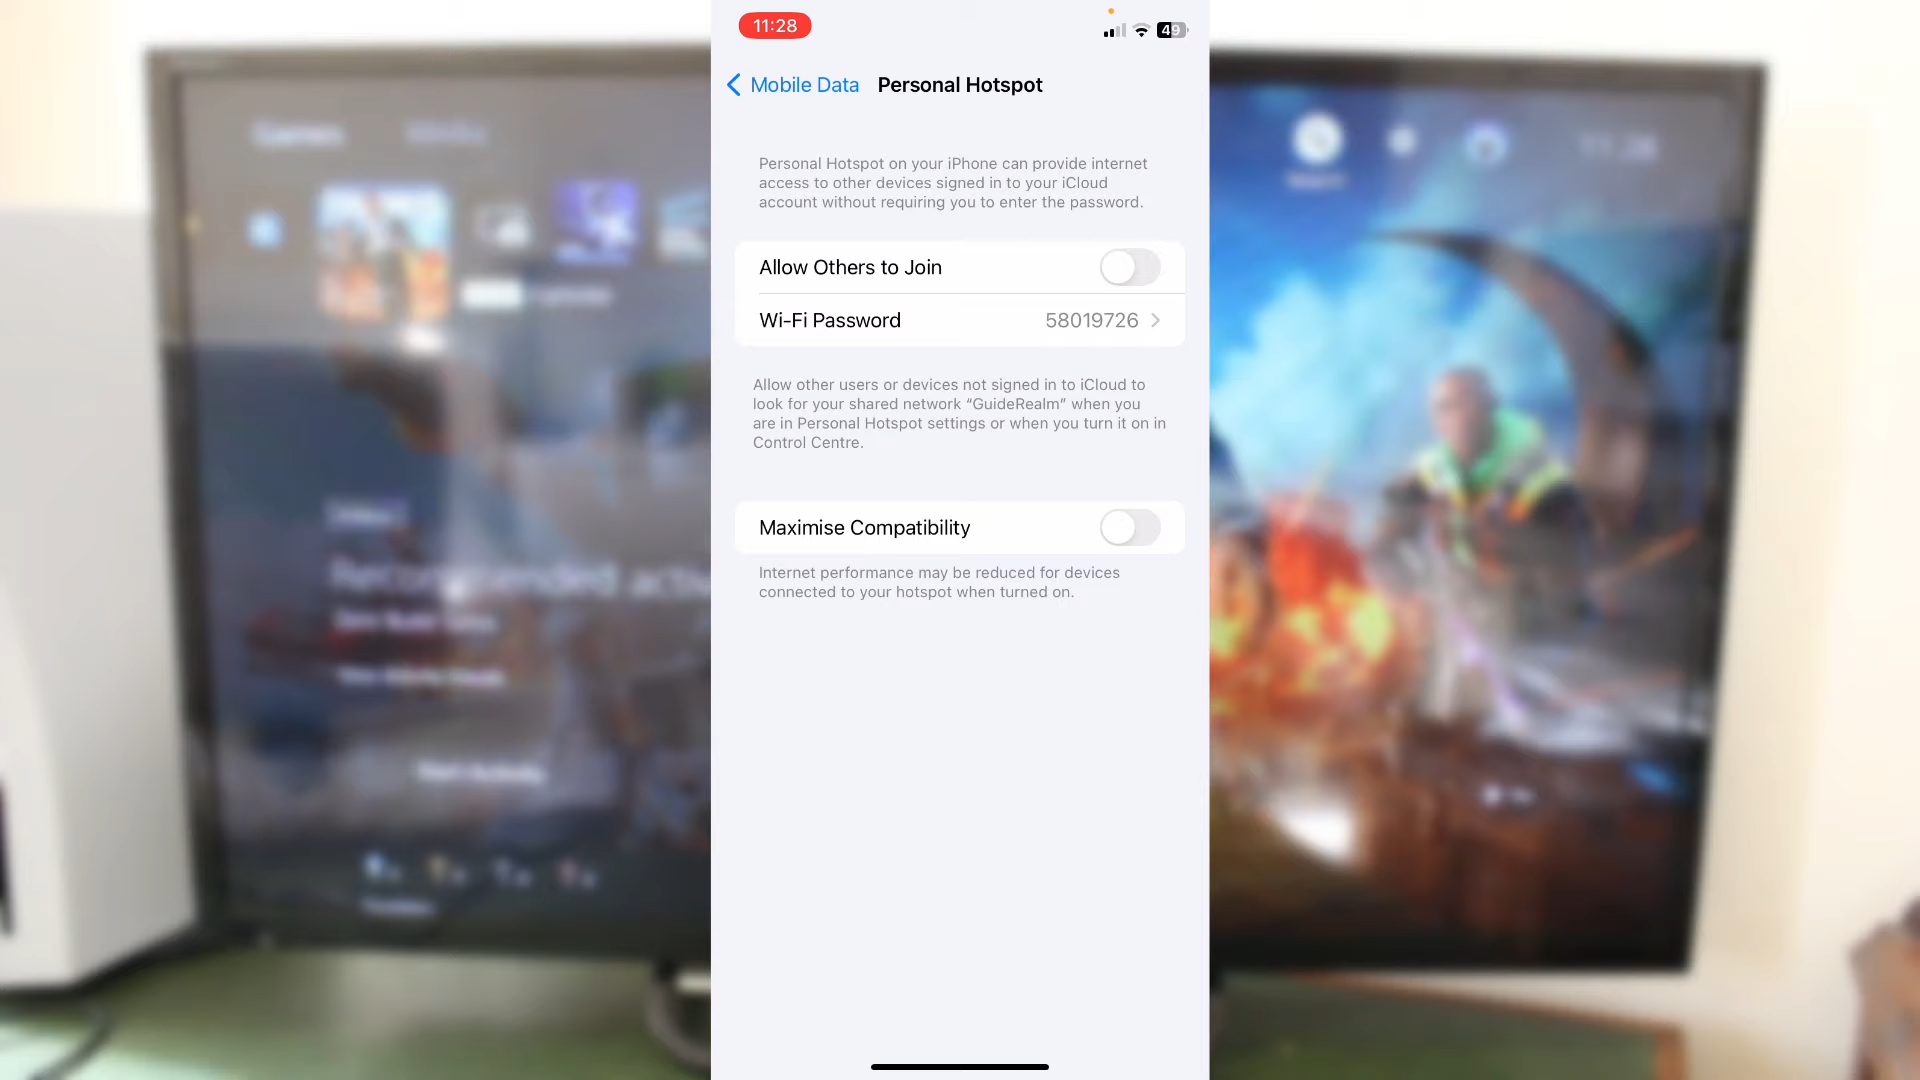 11:28
49
Mobile Data
Personal Hotspot
Personal Hotspot on your iPhone can provide internet
access to other devices signed in to your iCloud
account without requiring you to enter the password.
Allow Others to Join
Wi-Fi Password 58019726
Allow other users or devices not signed in to iCloud to
look for your shared network “GuideRealm” when you
are in Personal Hotspot settings or when you turn it on in
Control Centre.
Maximise Compatibility
Internet performance may be reduced for devices
connected to your hotspot when turned on.
Games
Media
Start Activity